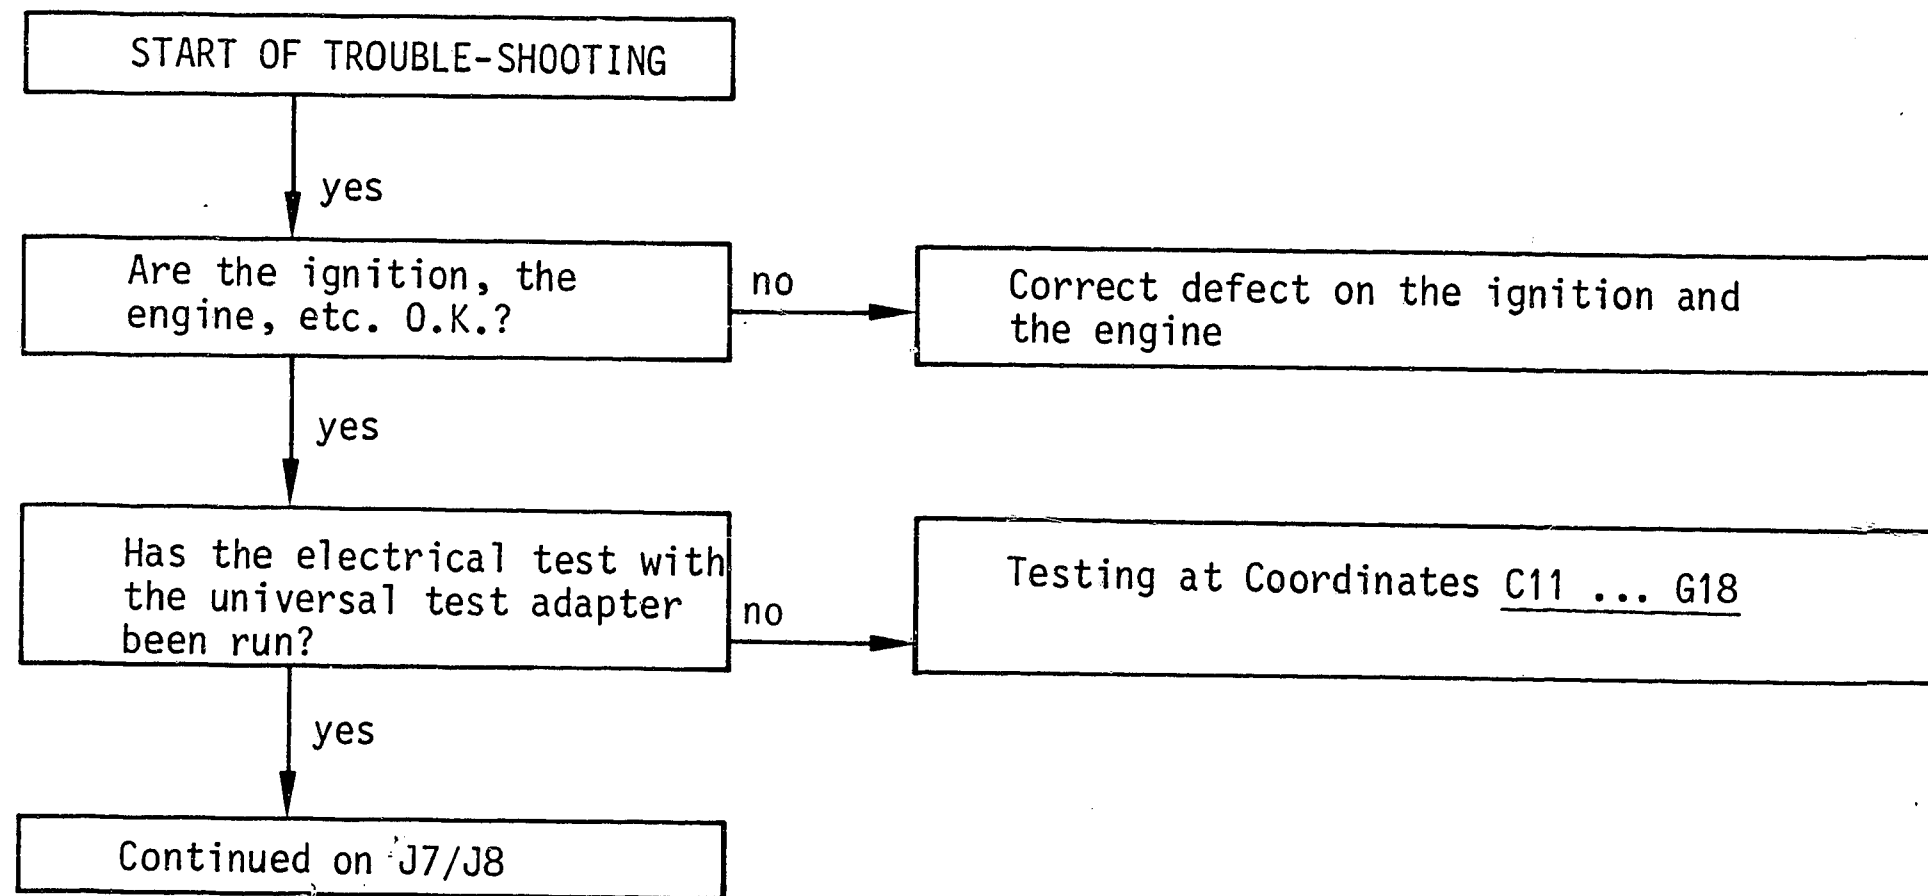 START OF TROUBLE-SHOOTING
yes
Are the ignition, the
engine, etc. O.K.?
no
Correct defect on the ignition and
the engine
yes
Has the electrical test with
the universal test adapter
been run?
no
Testing at Coordinates C11 ... G18
yes
Continued on J7/J8